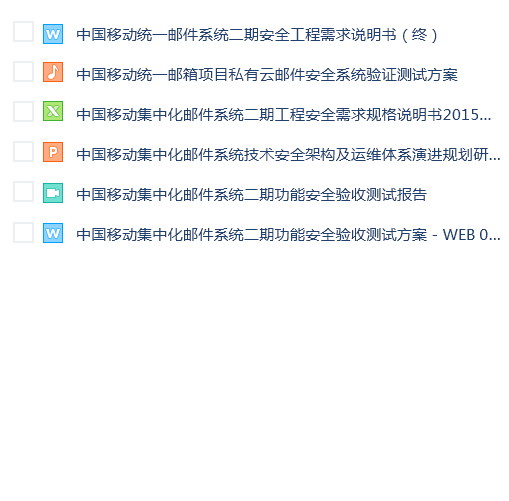 中国移动统一邮件系统二期安全工程需求说明书（终）
中国移动统一邮箱项目私有云邮件安全系统验证测试方案
中国移动集中化邮件系统二期工程安全需求规格说明书2015...
中国移动集中化邮件系统技术安全架构及运维体系演进规划研...
中国移动集中化邮件系统二期功能安全验收测试报告
中国移动集中化邮件系统二期功能安全验收测试方案 - WEB 0...